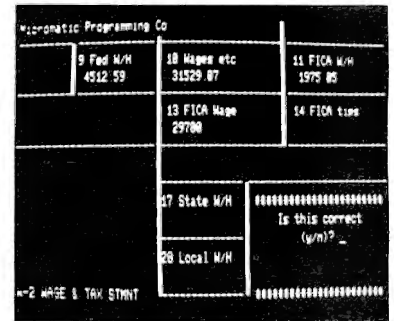 Micromatic Programming Co
9 Fed W/H 10 Wages etc 11 FICA W/H
4512 59 31529.07 1975 05
13 FICA Wage 14 FICA tips
29700
17 State W/H
Is this correct
(y/n)? _
20 Local W/H
W-2 WAGE & TAX STMNT